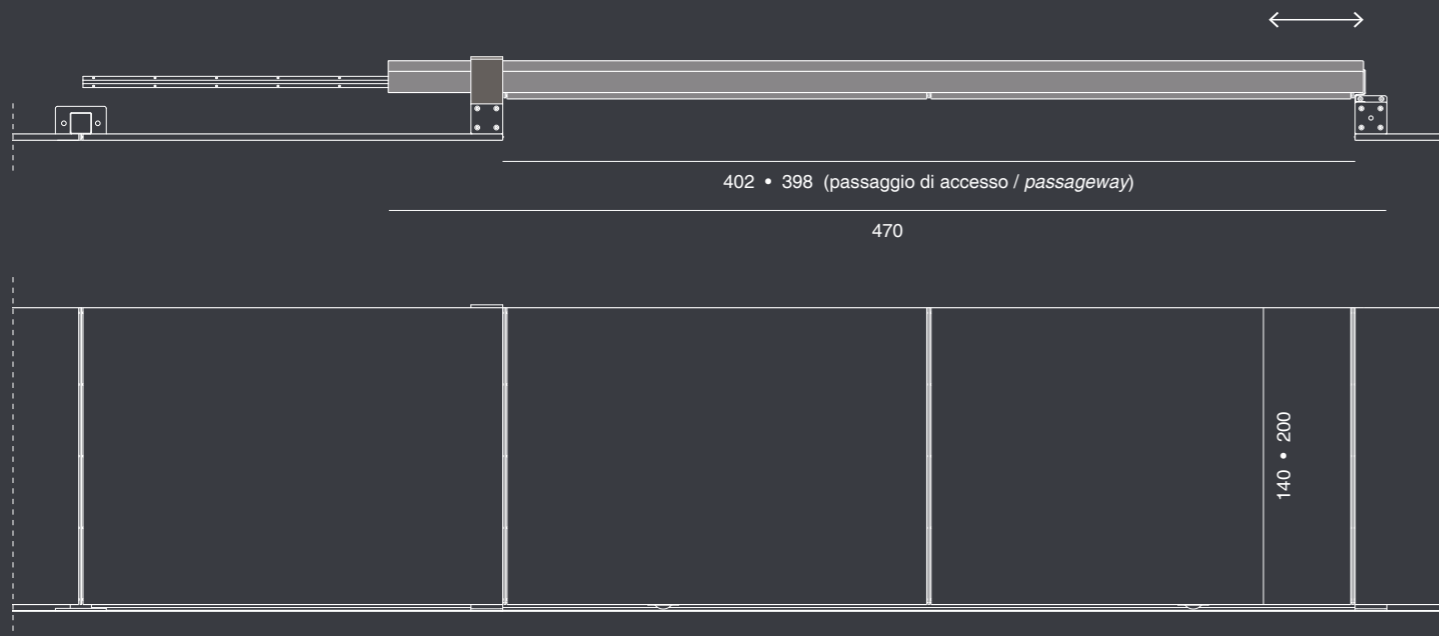 402 • 398 (passaggio di accesso / passageway)
470
140 • 200